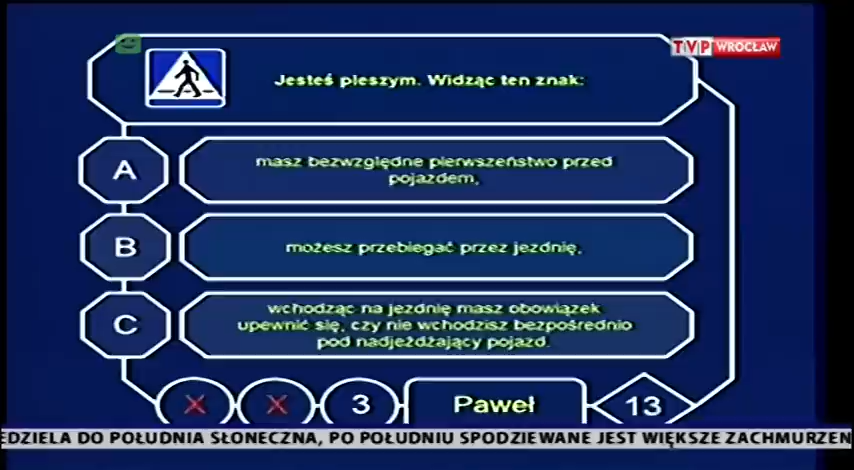 TVP WROCŁAW
Jesteś pieszym. Widząc ten znak:
A
masz bezwzględne pierwszeństwo przed
pojazdem,
B
możesz przebiegać przez jezdnię,
C
wchodząc na jezdnię masz obowiązek
upewnić się, czy nie wchodzisz bezpośrednio
pod nadjeżdżający pojazd.
X X 3 Paweł 13
EDZIELA DO POŁUDNIA SŁONECZNA, PO POŁUDNIU SPODZIEWANE JEST WIĘKSZE ZACHMURZEN